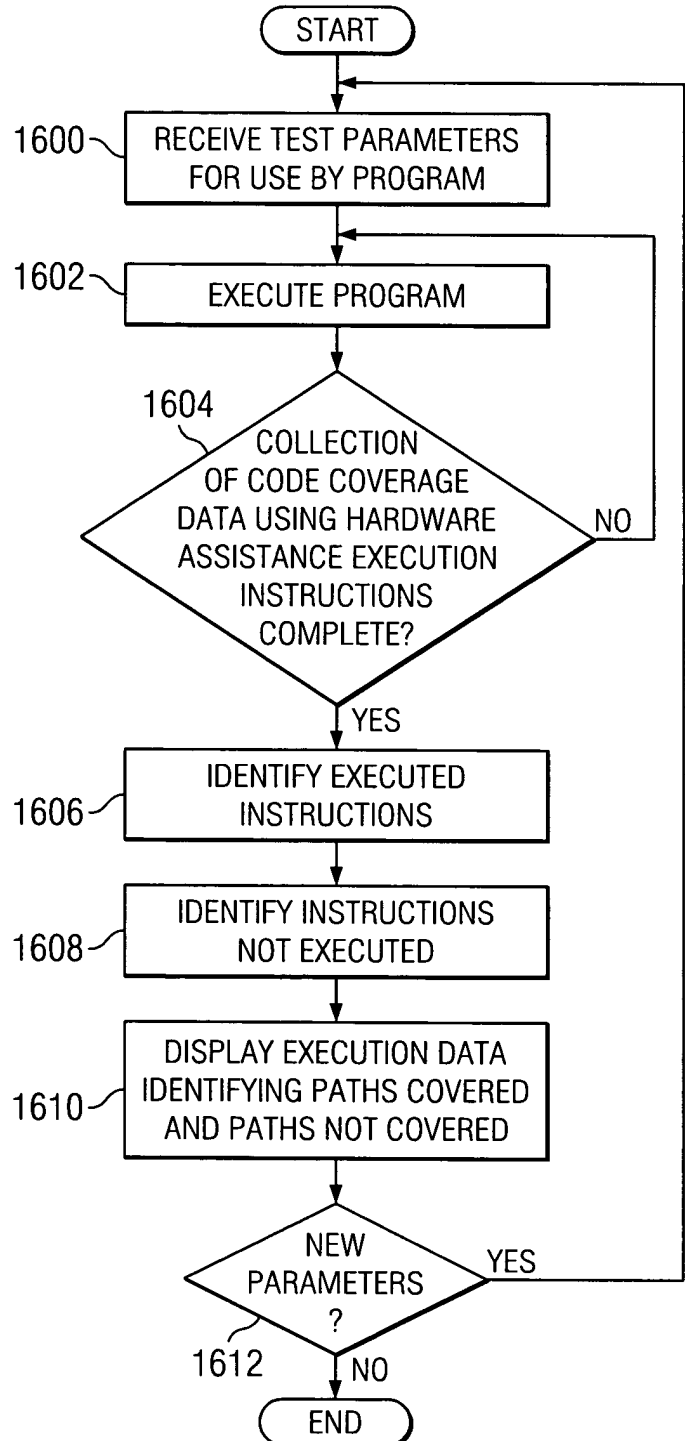 START
1600
RECEIVE TEST PARAMETERS
FOR USE BY PROGRAM
1602
EXECUTE PROGRAM
1604
COLLECTION
OF CODE COVERAGE
DATA USING HARDWARE
ASSISTANCE EXECUTION
INSTRUCTIONS
COMPLETE?
NO
YES
1606
IDENTIFY EXECUTED
INSTRUCTIONS
1608
IDENTIFY INSTRUCTIONS
NOT EXECUTED
1610
DISPLAY EXECUTION DATA
IDENTIFYING PATHS COVERED
AND PATHS NOT COVERED
NEW
PARAMETERS
?
YES
1612
NO
END